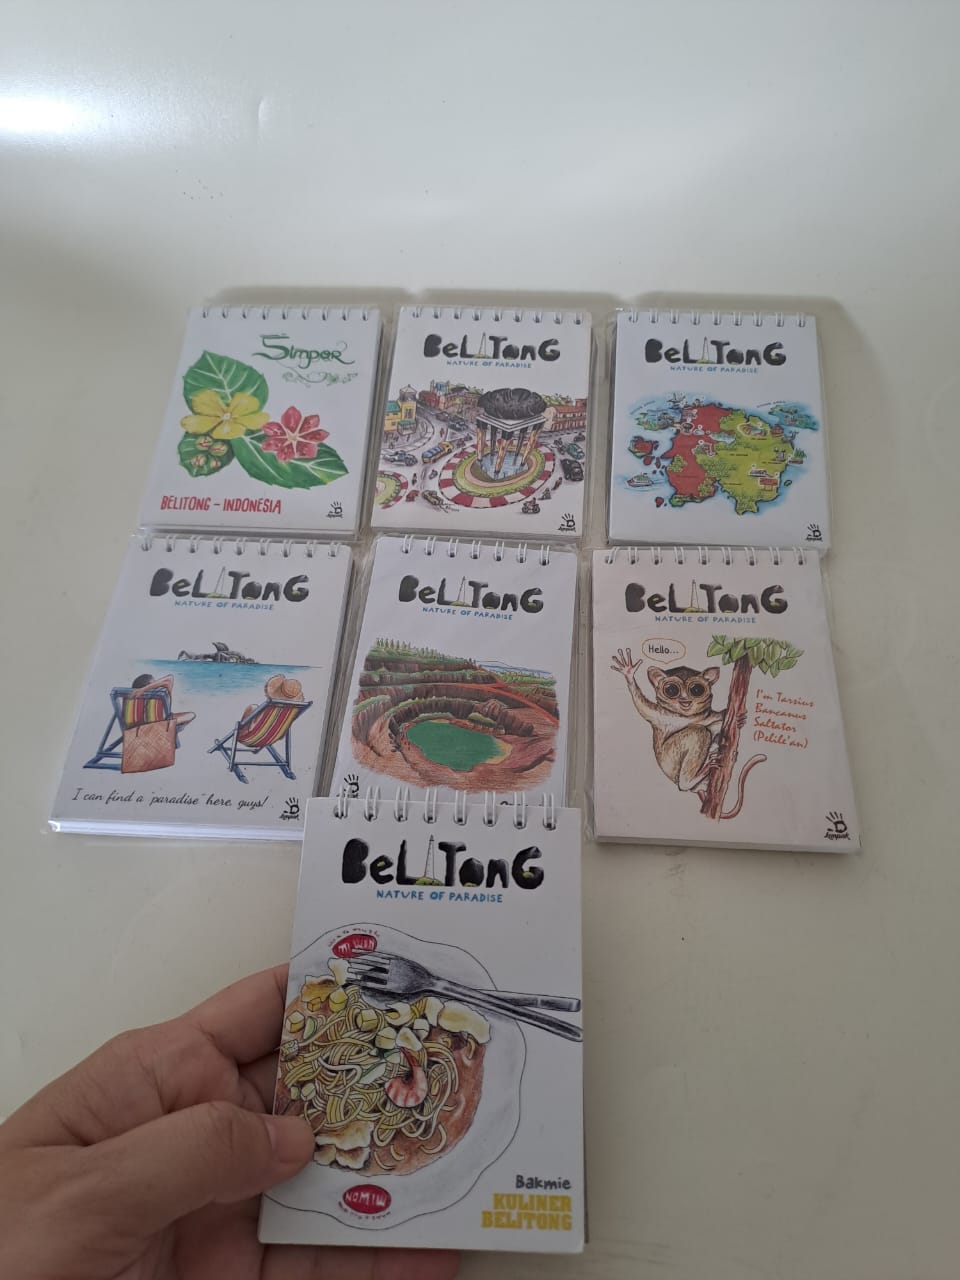 Simpor
BELITONG - INDONESIA
BeLiTonG
NATURE OF PARADISE
BeLiTonG
NATURE OF PARADISE
BeLiTonG
NATURE OF PARADISE
I can find a "paradise" here, guys!
BeLiTonG
NATURE OF PARADISE
BeLiTonG
NATURE OF PARADISE
Hello...
I'm Tarsius
Bancanus
Saltator
(Pelile'an)
BeLiTonG
NATURE OF PARADISE
Bakmie
KULINER
BELITONG